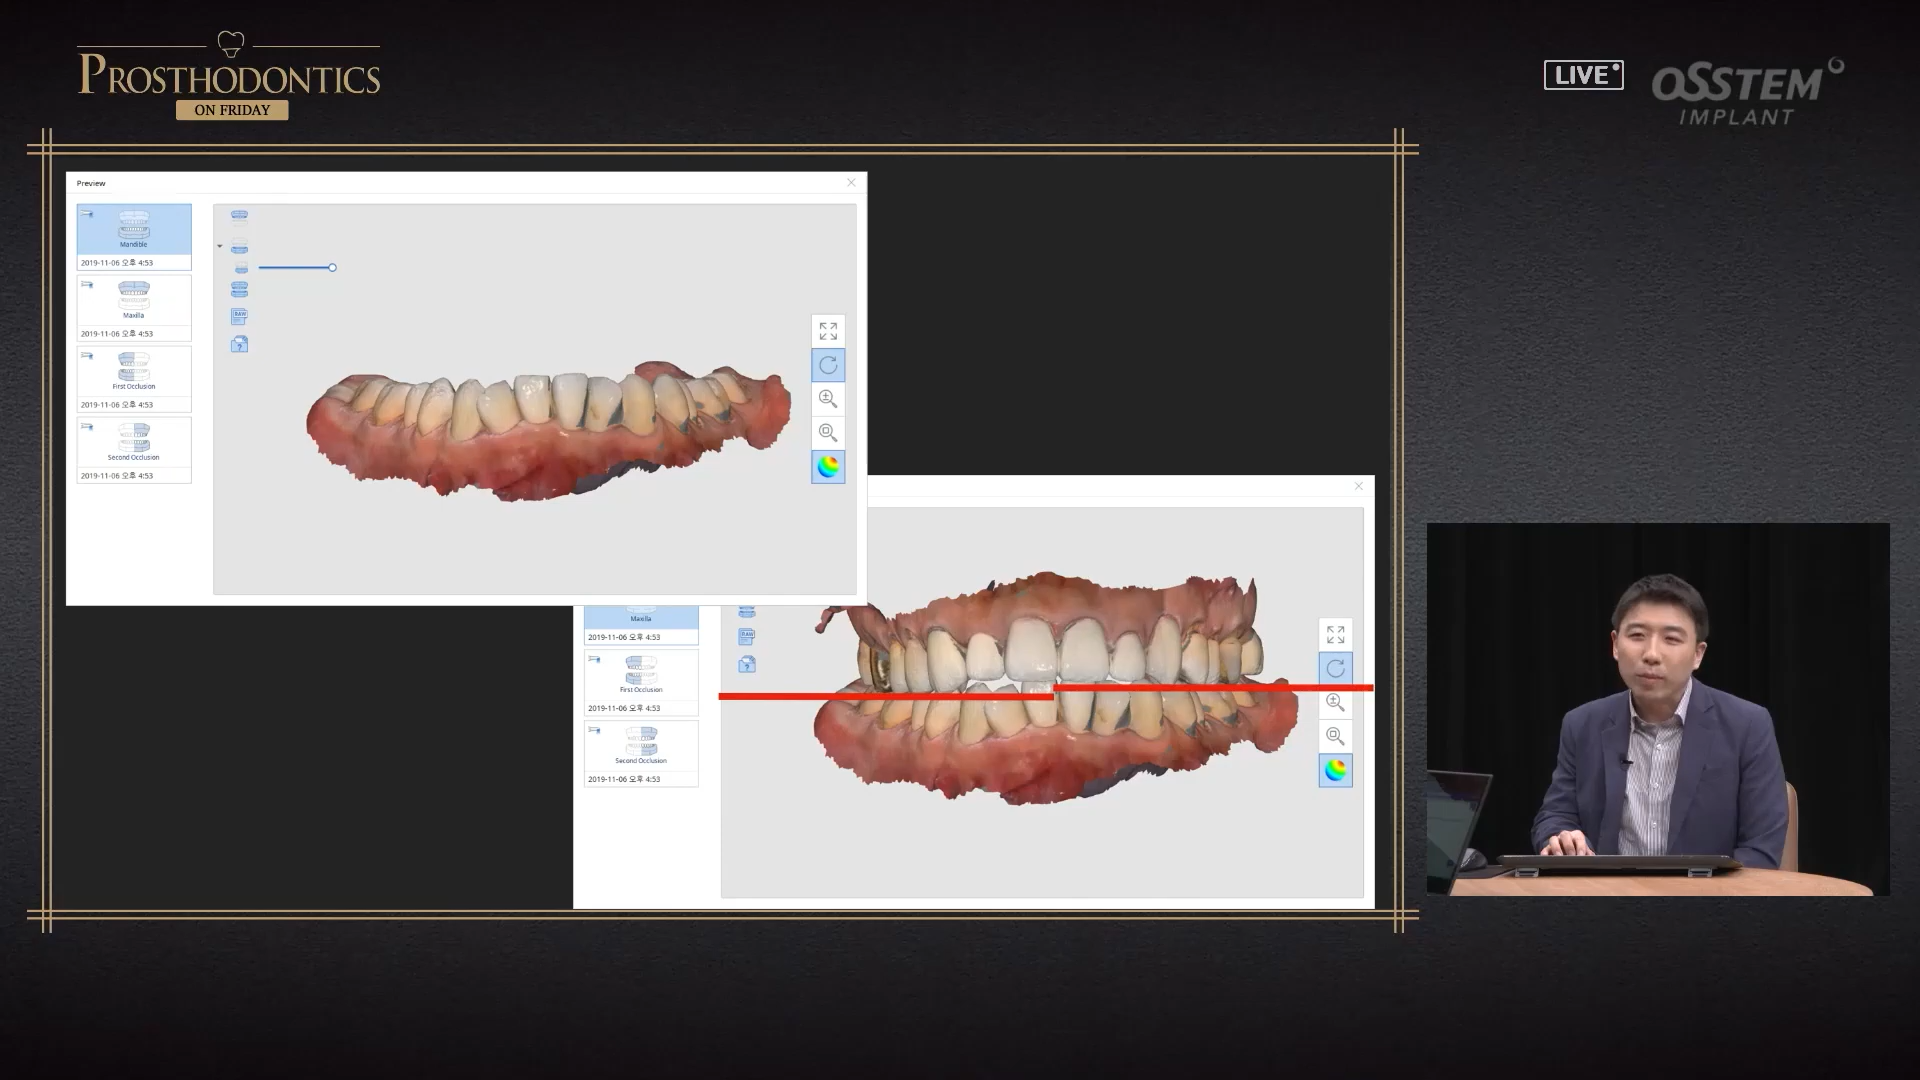 PROSTHODONTICS
ON FRIDAY
LIVE
OSSTEM
IMPLANT
Preview
Mandible
2019-11-06 오후 4:53
Maxilla
2019-11-06 오후 4:53
First Occlusion
2019-11-06 오후 4:53
Second Occlusion
2019-11-06 오후 4:53
RAW
?
Maxilla
2019-11-06 오후 4:53
First Occlusion
2019-11-06 오후 4:53
Second Occlusion
2019-11-06 오후 4:53
RAW
?